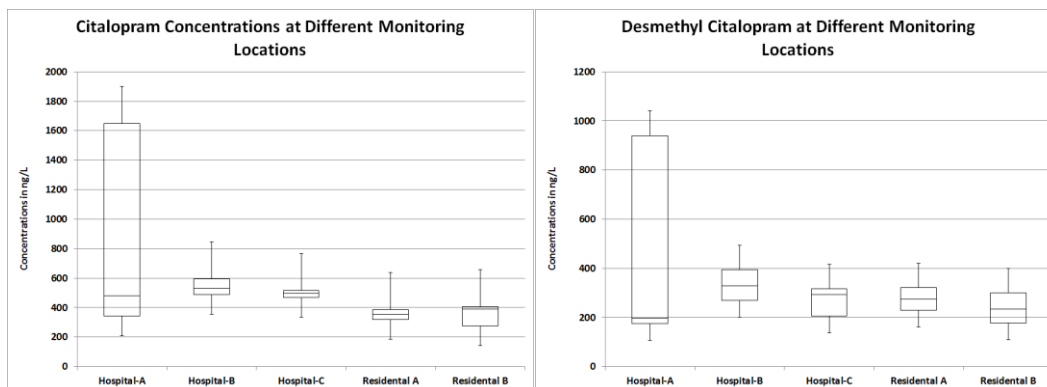 Citalopram Concentrations at Different Monitoring
Locations
Concentrations in ng/L
2000
1800
1600
1400
1200
1000
800
600
400
200
0
Hospital-A Hospital-B Hospital-C Residental A Residental B
Desmethyl Citalopram at Different Monitoring
Locations
Concentrations in ng/L
1200
1000
800
600
400
200
0
Hospital-A Hospital-B Hospital-C Residental A Residental B